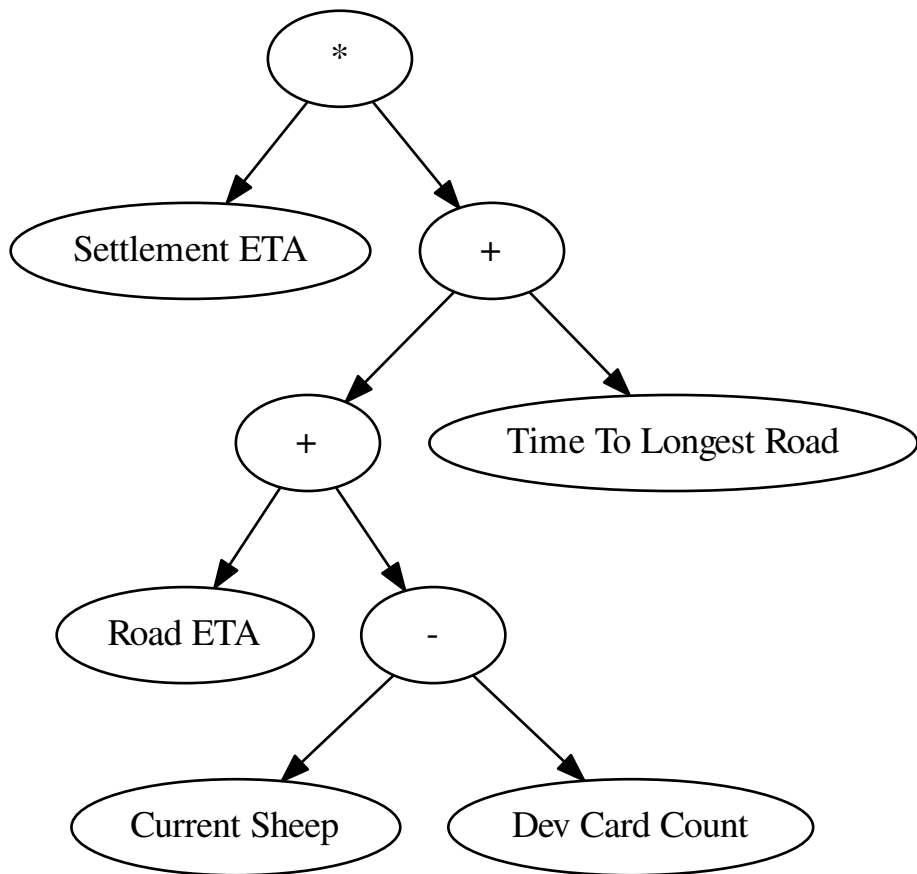 *
Settlement ETA
+
+
Time To Longest Road
Road ETA
-
Current Sheep
Dev Card Count